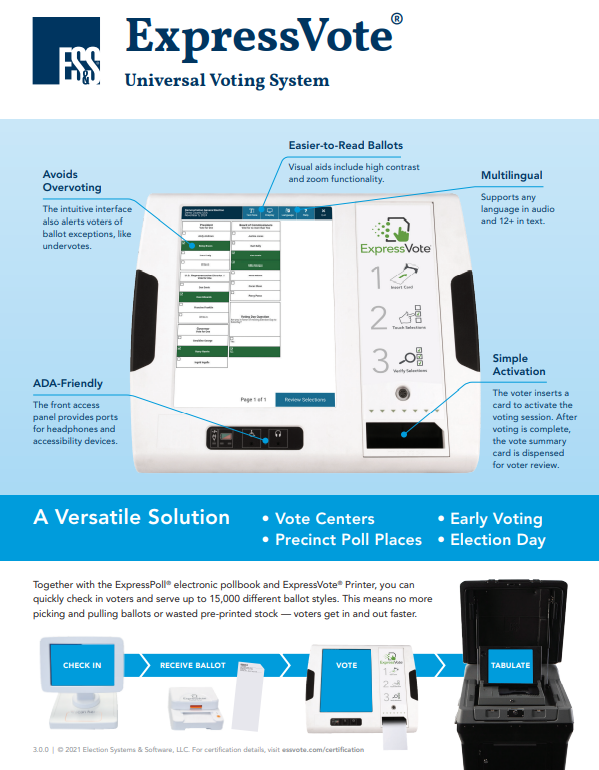 ES&S
ExpressVote®
Universal Voting System
Easier-to-Read Ballots
Visual aids include high contrast
and zoom functionality.
Avoids
Overvoting
The intuitive interface
also alerts voters of
ballot exceptions, like
undervotes.
Multilingual
Supports any
language in audio
and 12+ in text.
ExpressVote
1
Insert Card
2
Touch Selections
3
Verify Selections
Page 1 of 1
Review Selections
ADA-Friendly
The front access
panel provides ports
for headphones and
accessibility devices.
Simple
Activation
The voter inserts a
card to activate the
voting session. After
voting is complete,
the vote summary
card is dispensed
for voter review.
A Versatile Solution
• Vote Centers
• Precinct Poll Places
• Early Voting
• Election Day
Together with the ExpressPoll® electronic pollbook and ExpressVote® Printer, you can
quickly check in voters and serve up to 15,000 different ballot styles. This means no more
picking and pulling ballots or wasted pre-printed stock — voters get in and out faster.
CHECK IN
RECEIVE BALLOT
VOTE
ExpressVote
1
2
3
TABULATE
3.0.0 | © 2021 Election Systems & Software, LLC. For certification details, visit essvote.com/certification